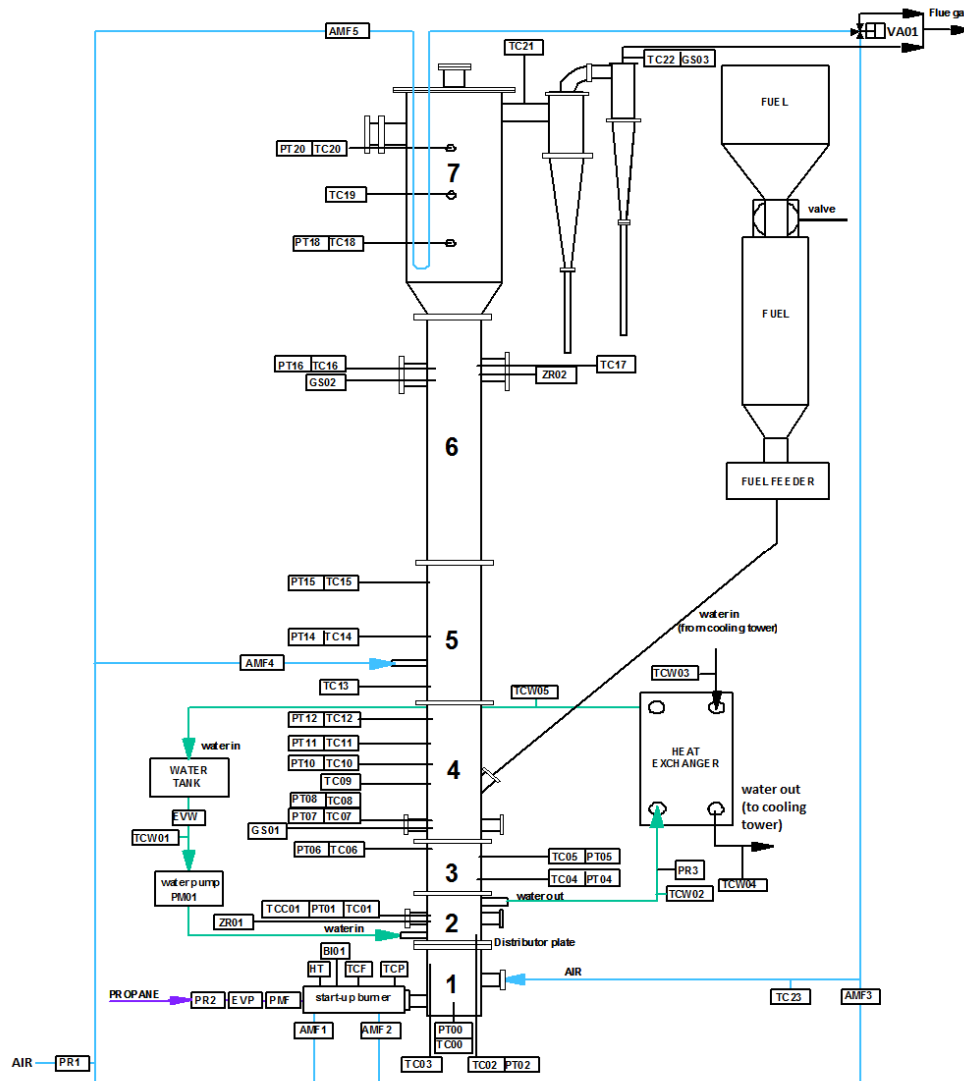 AMF5
Flue ga
VA01
TC21
TC22 GS03
FUEL
PT20 TC20
7
TC19
valve
PT18 TC18
FUEL
PT16 TC16
TC17
GS02
ZR02
6
FUEL FEEDER
PT15 TC15
water in
(from cooling tower)
PT14 TC14
5
AMF4
TCW03
TC13
TCW05
PT12 TC12
water in
PT11 TC11
HEAT
EXCHANGER
PT10 TC10
4
WATER
TANK
TC09
water out
(to cooling
tower)
PT08 TC08
EVW
PT07 TC07
GS01
TCW01
PT06 TC06
TC05 PT05
3
PR3
TC04 PT04
TCW04
water pump
PM01
TCW02
water out
TCC01 PT01 TC01
ZR01
2
water in
Distributor plate
BI01
HT
TCF
TCP
AIR
1
PROPANE
PR2
EVP
PMF
start-up burner
TC23
AMF3
AMF1
AMF2
PT00
TC00
AIR
PR1
TC03
TC02 PT02